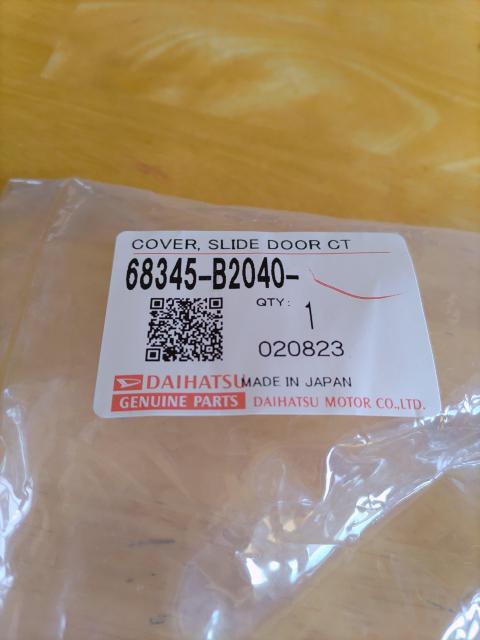 COVER, SLIDE DOOR CT
68345-B2040-
QTY: 1
020823
DAIHATSU MADE IN JAPAN
GENUINE PARTS DAIHATSU MOTOR CO.,LTD.